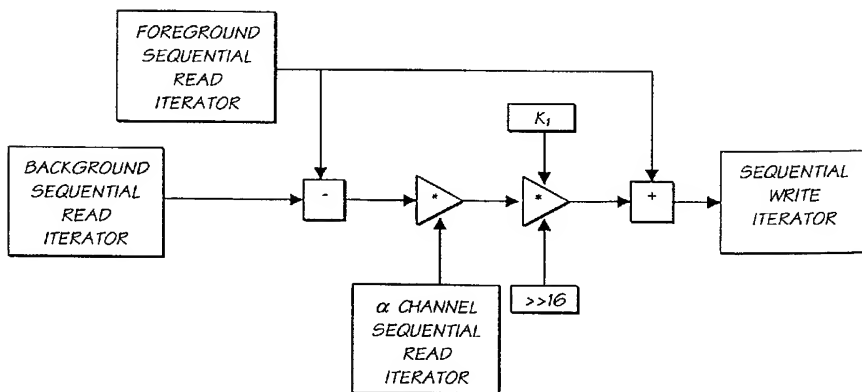 FOREGROUND
SEQUENTIAL
READ
ITERATOR
K₁
BACKGROUND
SEQUENTIAL
READ
ITERATOR
-
*
*
+
SEQUENTIAL
WRITE
ITERATOR
α CHANNEL
SEQUENTIAL
READ
ITERATOR
>>16